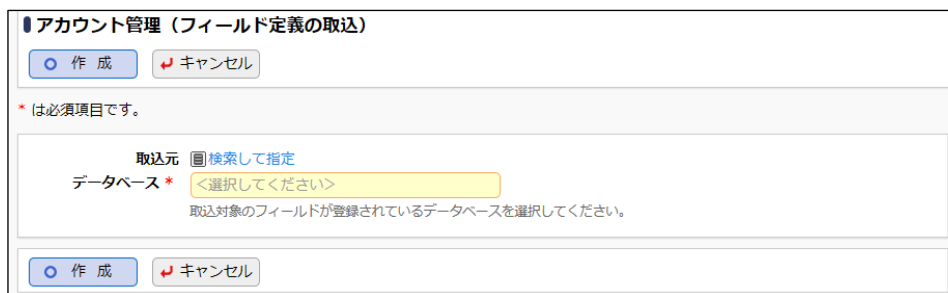 アカウント管理（フィールド定義の取込）
作 成 キャンセル
* は必須項目です。
取込元 検索して指定
データベース * <選択してください>
取込対象のフィールドが登録されているデータベースを選択してください。
作 成 キャンセル